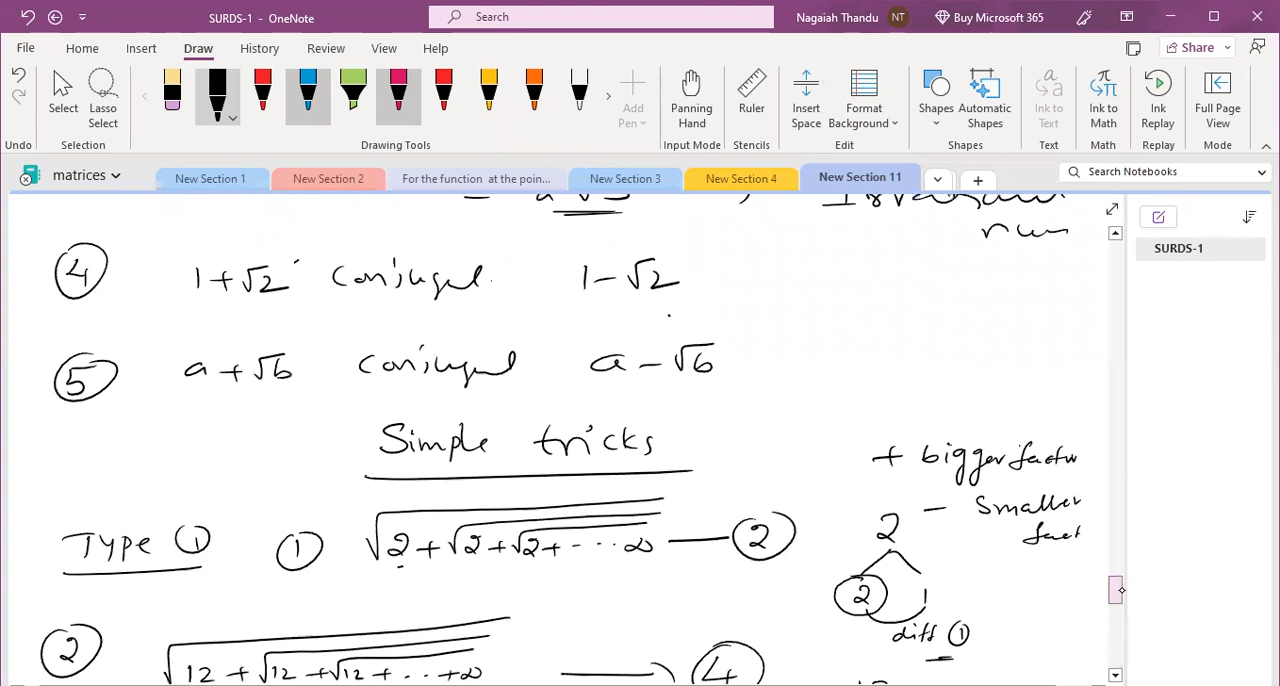 SURDS-1 - OneNote
Search
Nagaiah Thandu NT
Buy Microsoft 365
File Home Insert Draw History Review View Help
Share
Select Lasso Select Add Pen Panning Hand Ruler Insert Space Format Background Shapes Automatic Shapes Ink to Text Ink to Math Ink Replay Full Page View
Undo Selection Drawing Tools Input Mode Stencils Edit Shapes Text Math Replay Mode
matrices New Section 1 New Section 2 For the function at the poin... New Section 3 New Section 4 New Section 11 + Search Notebooks
SURDS-1
④ 1+√2 conjugal 1-√2
⑤ a+√b conjugal a-√b
Simple tricks
+ bigger factor
- Smaller fact
Type ① ① √2+√2+√2+...∞ — ②
2
2 1
diff ①
② √12+√12+√12+...+∞ — ④